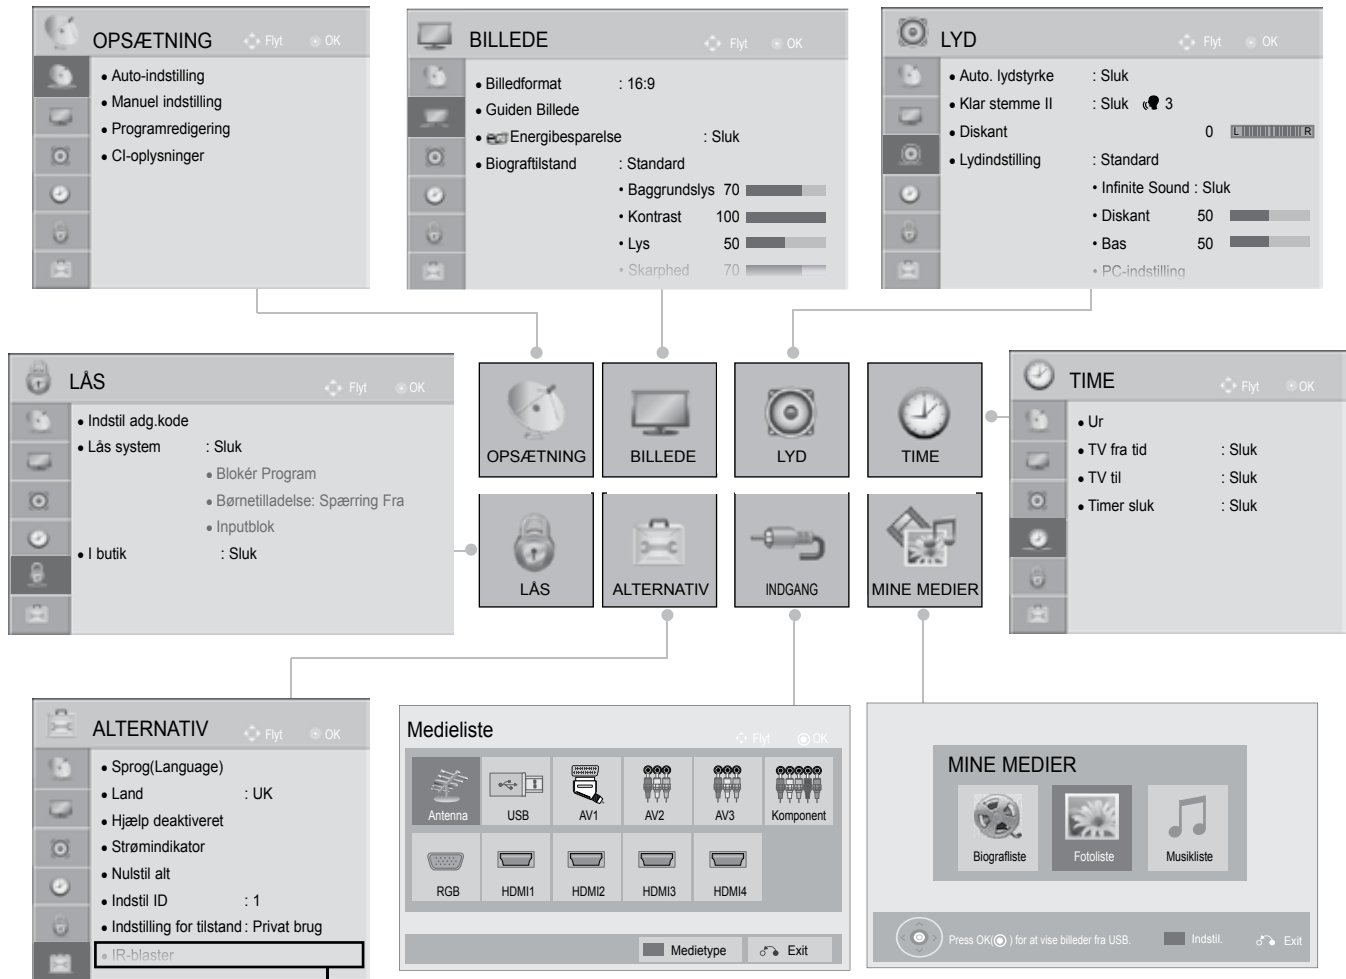 OPSÆTNING Flyt OK
• Auto-indstilling
• Manuel indstilling
• Programredigering
• CI-oplysninger
BILLEDE Flyt OK
• Billedformat : 16:9
• Guiden Billede
• Energibesparelse : Sluk
• Biograftilstand : Standard
• Baggrundslys 70
• Kontrast 100
• Lys 50
• Skarphed 70
LYD Flyt OK
• Auto. lydstyrke : Sluk
• Klar stemme II : Sluk 3
• Diskant 0 L R
• Lydindstilling : Standard
• Infinite Sound : Sluk
• Diskant 50
• Bas 50
• PC-indstilling
LÅS Flyt OK
• Indstil adg.kode
• Lås system : Sluk
• Blokér Program
• Børnetilladelse: Spærring Fra
• Inputblok
• I butik : Sluk
OPSÆTNING
BILLEDE
LYD
TIME
LÅS
ALTERNATIV
INDGANG
MINE MEDIER
TIME Flyt OK
• Ur
• TV fra tid : Sluk
• TV til : Sluk
• Timer sluk : Sluk
ALTERNATIV Flyt OK
• Sprog(Language)
• Land : UK
• Hjælp deaktiveret
• Strømindikator
• Nulstil alt
• Indstil ID : 1
• Indstilling for tilstand : Privat brug
• IR-blaster
Medieliste Flyt OK
Antenna USB AV1 AV2 AV3 Komponent
RGB HDMI1 HDMI2 HDMI3 HDMI4
Medietype Exit
MINE MEDIER
Biografliste Fotoliste Musikliste
Press OK( ) for at vise billeder fra USB. Indstil. Exit